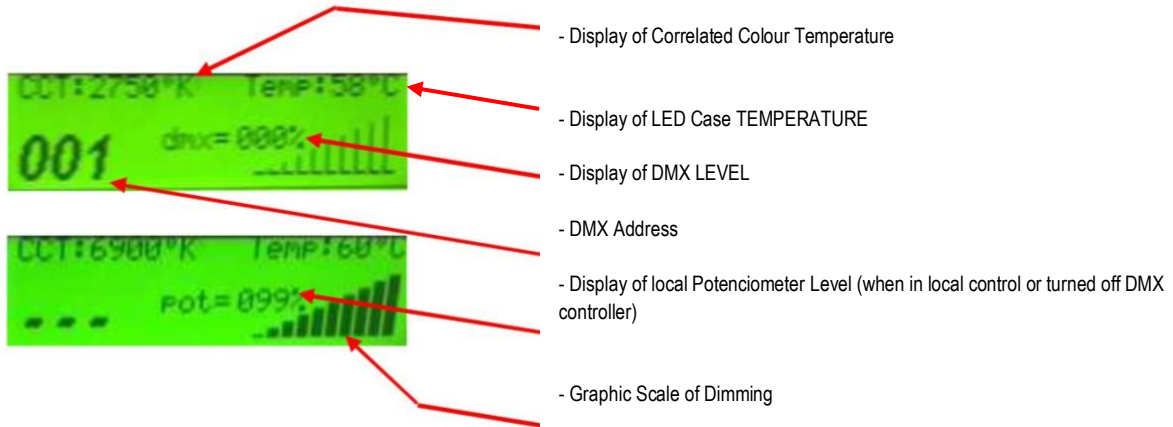 - Display of Correlated Colour Temperature
CCT:2750°K Temp:58°C
- Display of LED Case TEMPERATURE
dmx= 000%
001
- Display of DMX LEVEL
- DMX Address
CCT:6900°K Temp:60°C
- Display of local Potenciometer Level (when in local control or turned off DMX
controller)
pot= 099%
---
- Graphic Scale of Dimming